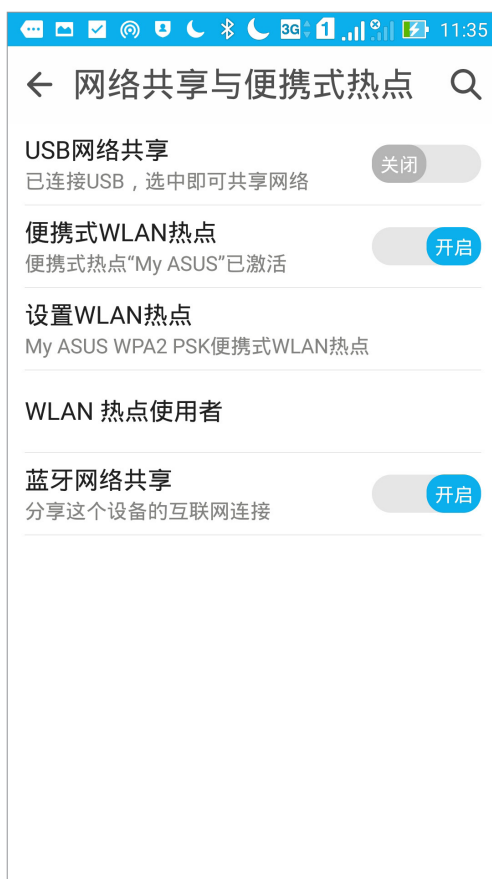 3G 1 11:35
网络共享与便携式热点
USB网络共享
已连接USB，选中即可共享网络
关闭
便携式WLAN热点
便携式热点“My ASUS”已激活
开启
设置WLAN热点
My ASUS WPA2 PSK便携式WLAN热点
WLAN 热点使用者
蓝牙网络共享
分享这个设备的互联网连接
开启